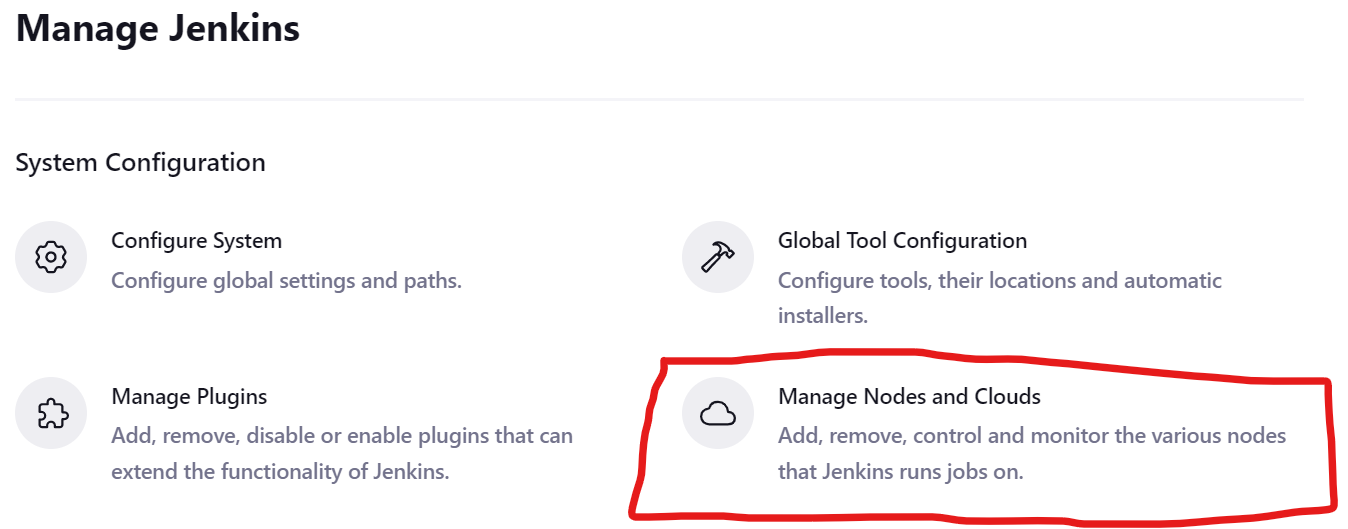 Manage Jenkins
System Configuration
Configure System
Configure global settings and paths.
Global Tool Configuration
Configure tools, their locations and automatic
installers.
Manage Plugins
Add, remove, disable or enable plugins that can
extend the functionality of Jenkins.
Manage Nodes and Clouds
Add, remove, control and monitor the various nodes
that Jenkins runs jobs on.